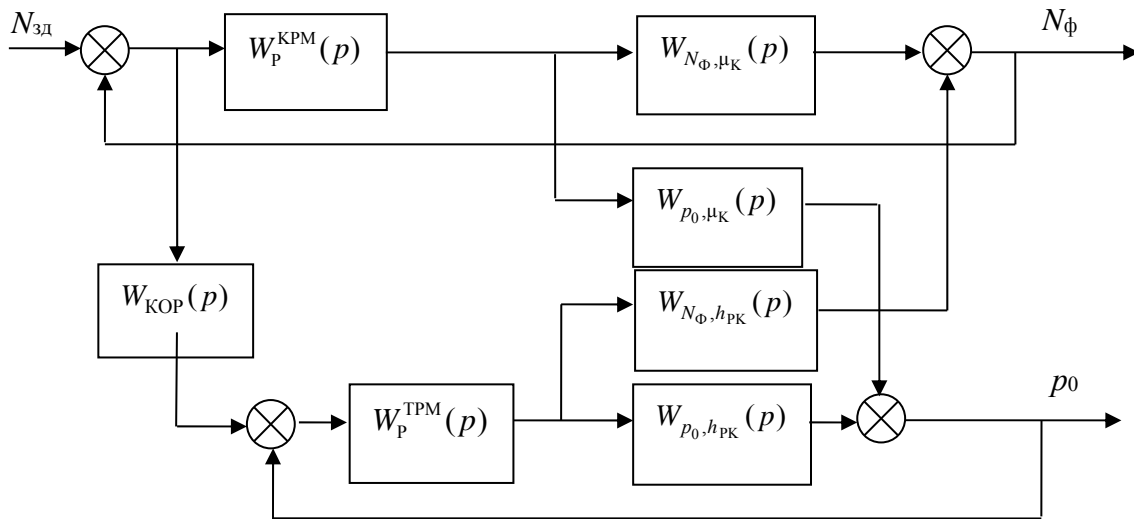 N_зд
W_Р^КРМ(p)
W_{N_Ф,μ_К}(p)
N_ф
W_{p_0,μ_К}(p)
W_КОР(p)
W_{N_Ф,h_РК}(p)
W_Р^ТРМ(p)
W_{p_0,h_РК}(p)
p_0